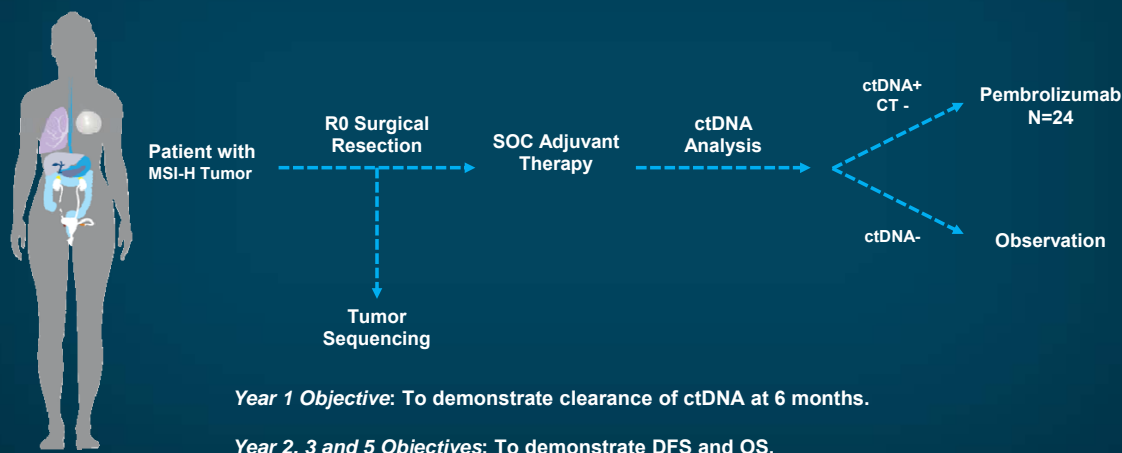 Patient with
MSI-H Tumor
R0 Surgical
Resection
Tumor
Sequencing
SOC Adjuvant
Therapy
ctDNA
Analysis
ctDNA+
CT -
Pembrolizumab
N=24
ctDNA-
Observation
Year 1 Objective: To demonstrate clearance of ctDNA at 6 months.
Year 2, 3 and 5 Objectives: To demonstrate DFS and OS.